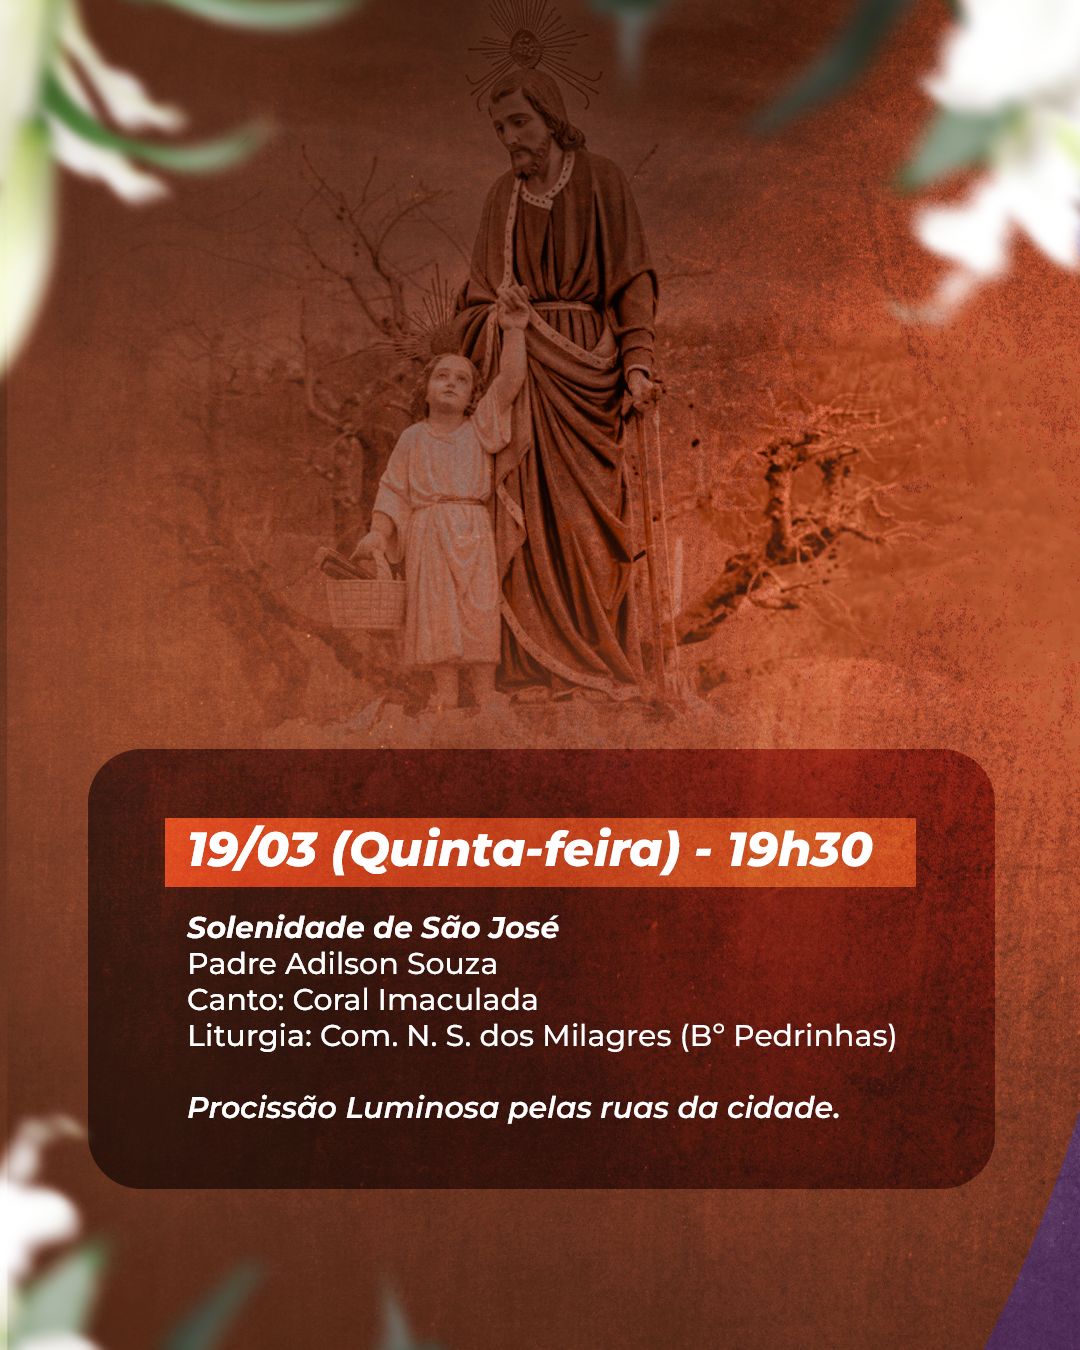 19/03 (Quinta-feira) - 19h30
Solenidade de São José
Padre Adilson Souza
Canto: Coral Imaculada
Liturgia: Com. N. S. dos Milagres (Bº Pedrinhas)
Procissão Luminosa pelas ruas da cidade.